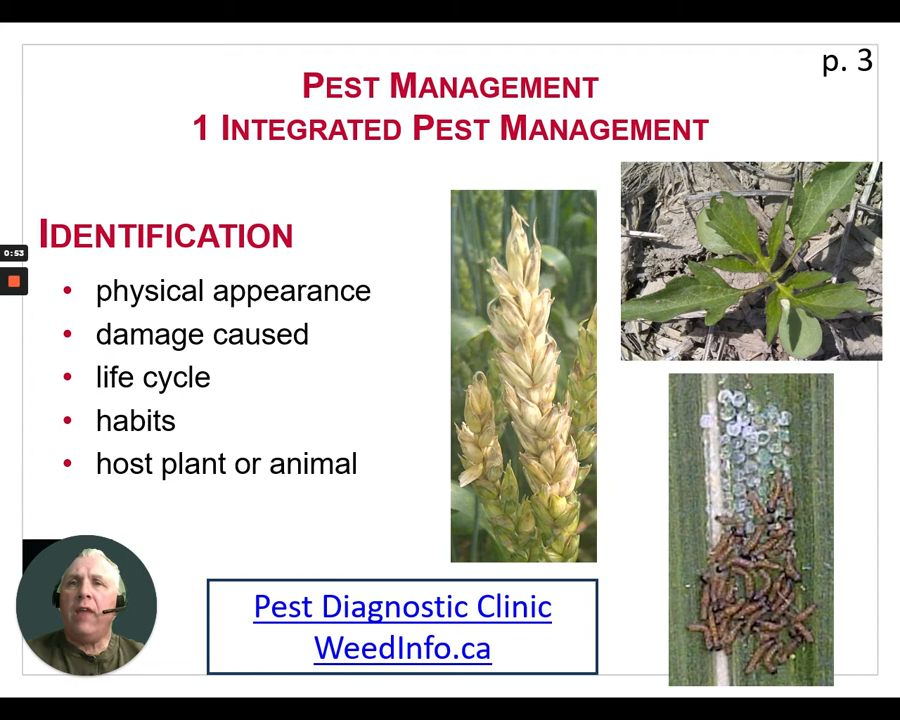 p. 3
PEST MANAGEMENT
1 INTEGRATED PEST MANAGEMENT
IDENTIFICATION
• physical appearance
• damage caused
• life cycle
• habits
• host plant or animal
0:53
Pest Diagnostic Clinic
WeedInfo.ca